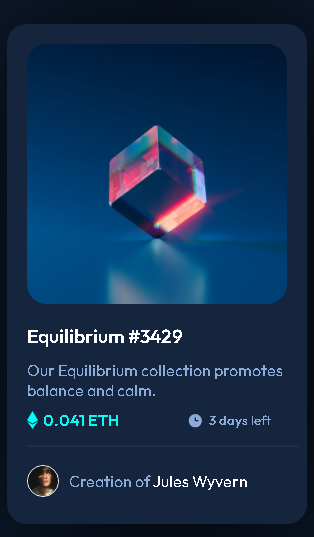 Equilibrium #3429
Our Equilibrium collection promotes
balance and calm.
0.041 ETH
3 days left
Creation of Jules Wyvern